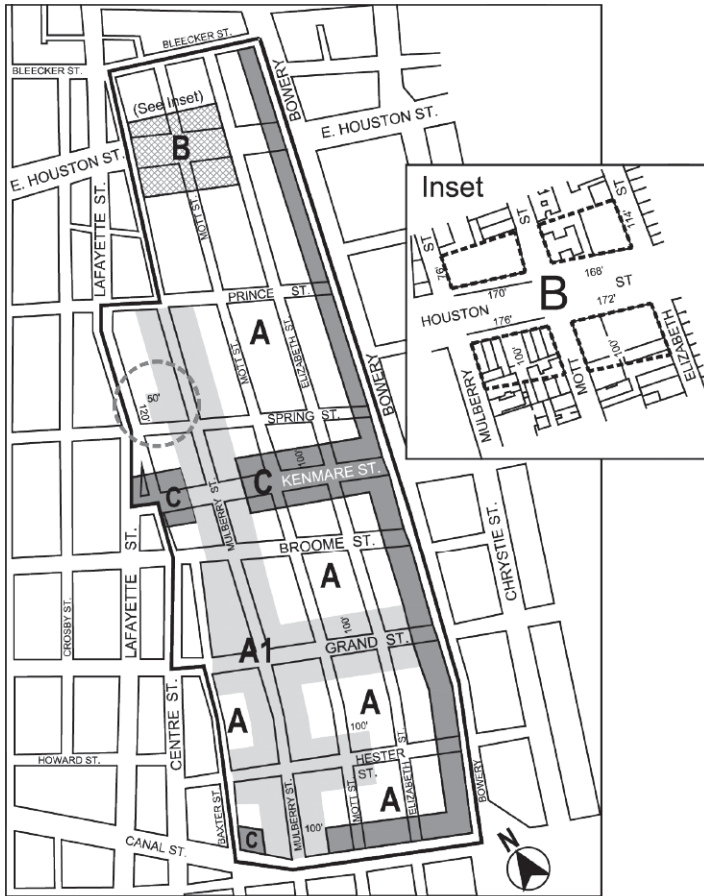 BLEECKER ST.
BLEECKER ST.
(See Inset)
BOWERY
E. HOUSTON ST.
B
E. HOUSTON ST.
LAFAYETTE ST.
MOTT ST.
PRINCE ST.
A
MOTT ST.
ELIZABETH ST.
BOWERY
50'
120'
SPRING ST.
100'
C
C
KENMARE ST.
MULBERRY ST.
BROOME ST.
A
CHRYSTIE ST.
CROSBY ST.
LAFAYETTE ST.
100'
A1
GRAND ST.
A
A
100'
CENTRE ST.
HOWARD ST.
HESTER ST.
MOTT ST.
ELIZABETH ST.
A
BOWERY
BAXTER ST.
MULBERRY ST.
100'
C
CANAL ST.
N
Inset
ST
ST
ST
76'
114'
170'
168'
B
HOUSTON ST
176'
172'
100'
100'
MULBERRY
MOTT
ELIZABETH